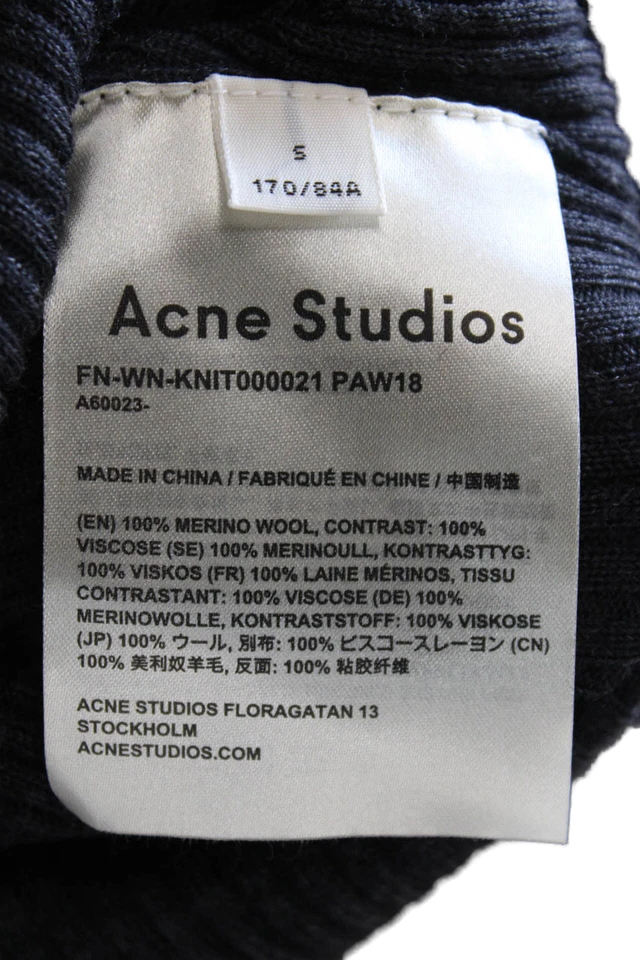 S
170/84A
Acne Studios
FN-WN-KNIT000021 PAW18
A60023-
MADE IN CHINA / FABRIQUÉ EN CHINE / 中国制造
(EN) 100% MERINO WOOL, CONTRAST: 100%
VISCOSE (SE) 100% MERINOULL, KONTRASTTYG:
100% VISKOS (FR) 100% LAINE MÉRINOS, TISSU
CONTRASTANT: 100% VISCOSE (DE) 100%
MERINOWOLLE, KONTRASTSTOFF: 100% VISKOSE
(JP) 100% ウール, 別布: 100% ビスコースレーヨン (CN)
100% 美利奴羊毛, 反面: 100% 粘胶纤维
ACNE STUDIOS FLORAGATAN 13
STOCKHOLM
ACNESTUDIOS.COM